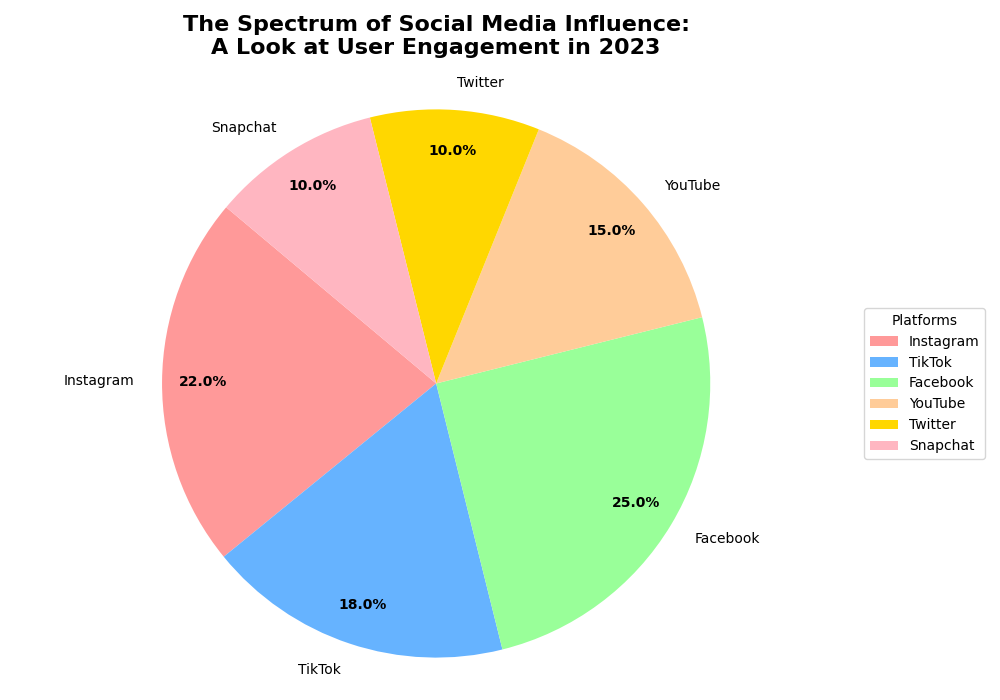 The Spectrum of Social Media Influence:
A Look at User Engagement in 2023
Twitter
Snapchat
10.0%
10.0%
YouTube
15.0%
Instagram
22.0%
25.0%
Facebook
18.0%
TikTok
Platforms
Instagram
TikTok
Facebook
YouTube
Twitter
Snapchat